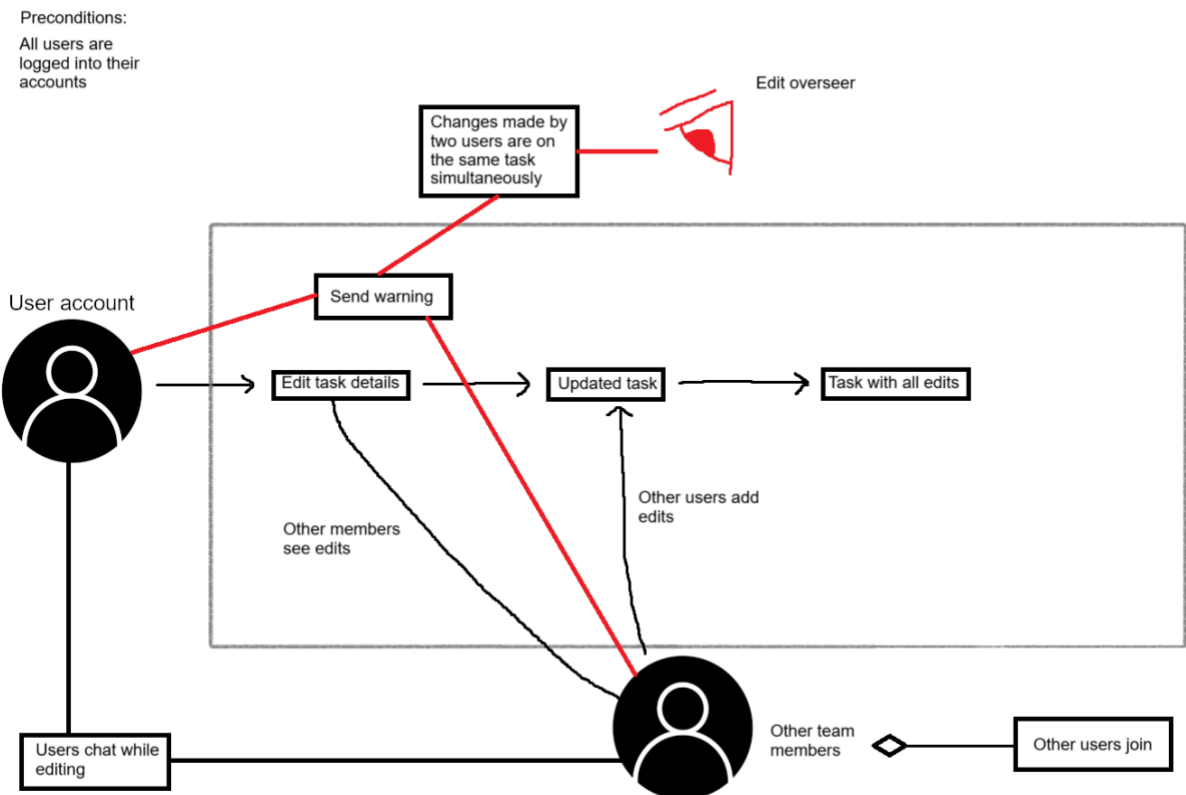 Preconditions:
All users are
logged into their
accounts
Edit overseer
Changes made by
two users are on
the same task
simultaneously
Send warning
User account
Edit task details
Updated task
Task with all edits
Other members
see edits
Other users add
edits
Users chat while
editing
Other team
members
Other users join